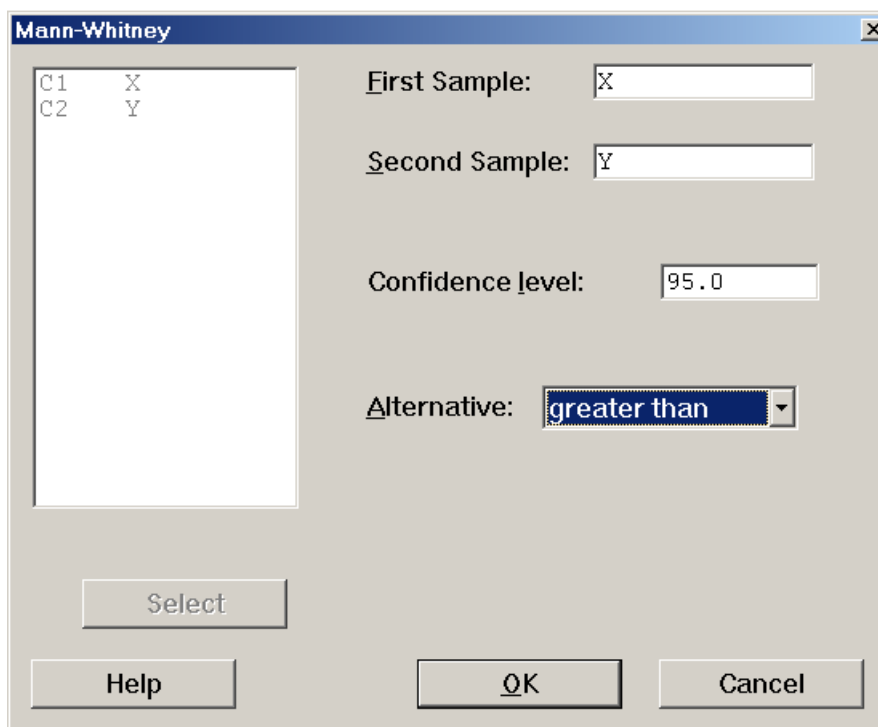 Mann-Whitney
C1 X
C2 Y
First Sample: X
Second Sample: Y
Confidence level: 95.0
Alternative: greater than
Select
Help OK Cancel